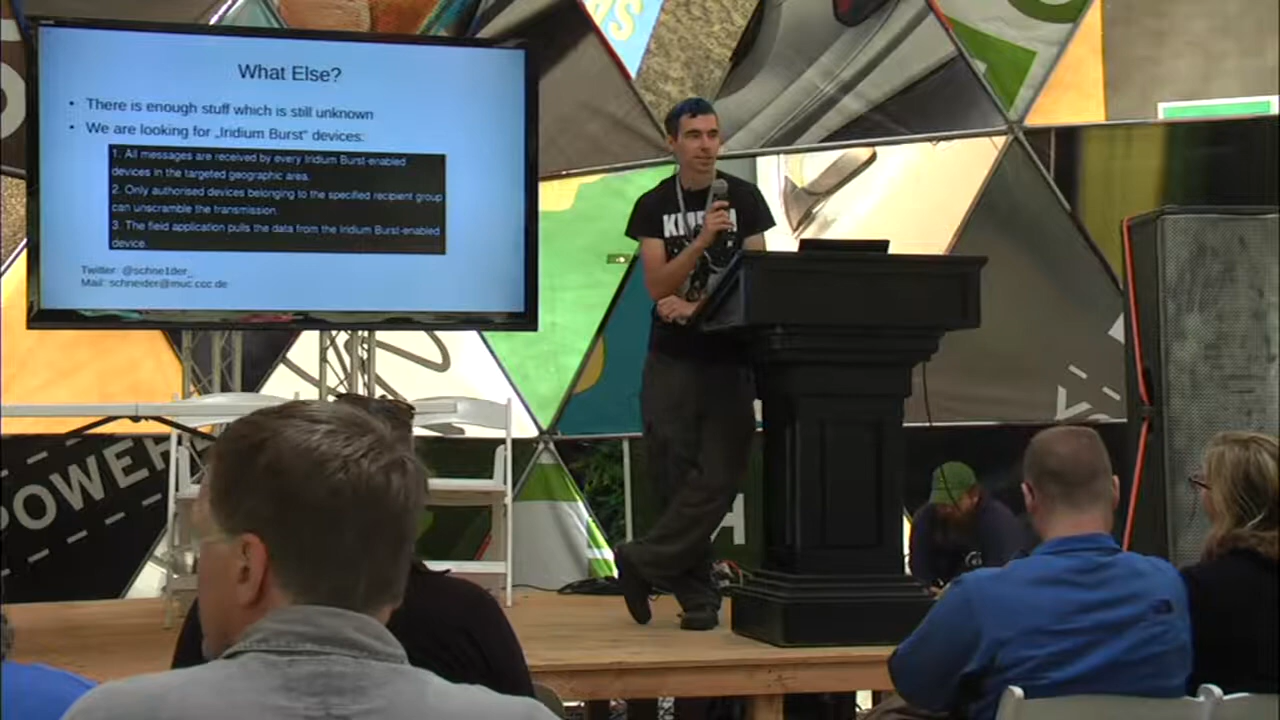 What Else?
• There is enough stuff which is still unknown
• We are looking for „Iridium Burst" devices:
1. All messages are received by every Iridium Burst-enabled
devices in the targeted geographic area.
2. Only authorised devices belonging to the specified recipient group
can unscramble the transmission.
3. The field application pulls the data from the Iridium Burst-enabled
device.
Twitter: @schne1der_
Mail: schneider@muc.ccc.de
POWER